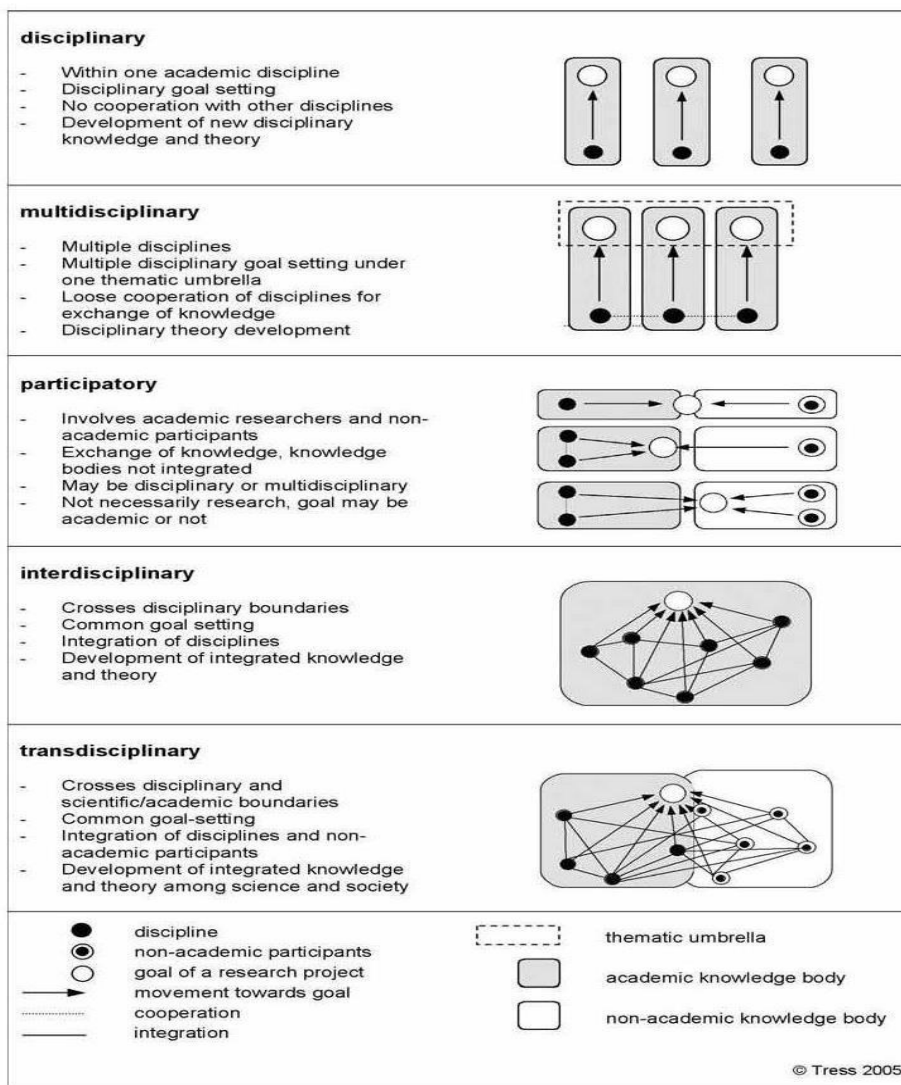 disciplinary
- Within one academic discipline
- Disciplinary goal setting
- No cooperation with other disciplines
- Development of new disciplinary
knowledge and theory
multidisciplinary
- Multiple disciplines
- Multiple disciplinary goal setting under
one thematic umbrella
- Loose cooperation of disciplines for
exchange of knowledge
- Disciplinary theory development
participatory
- Involves academic researchers and non-
academic participants
- Exchange of knowledge, knowledge
bodies not integrated
- May be disciplinary or multidisciplinary
- Not necessarily research, goal may be
academic or not
interdisciplinary
- Crosses disciplinary boundaries
- Common goal setting
- Integration of disciplines
- Development of integrated knowledge
and theory
transdisciplinary
- Crosses disciplinary and
scientific/academic boundaries
- Common goal-setting
- Integration of disciplines and non-
academic participants
- Development of integrated knowledge
and theory among science and society
discipline
non-academic participants
goal of a research project
movement towards goal
cooperation
integration
thematic umbrella
academic knowledge body
non-academic knowledge body
© Tress 2005